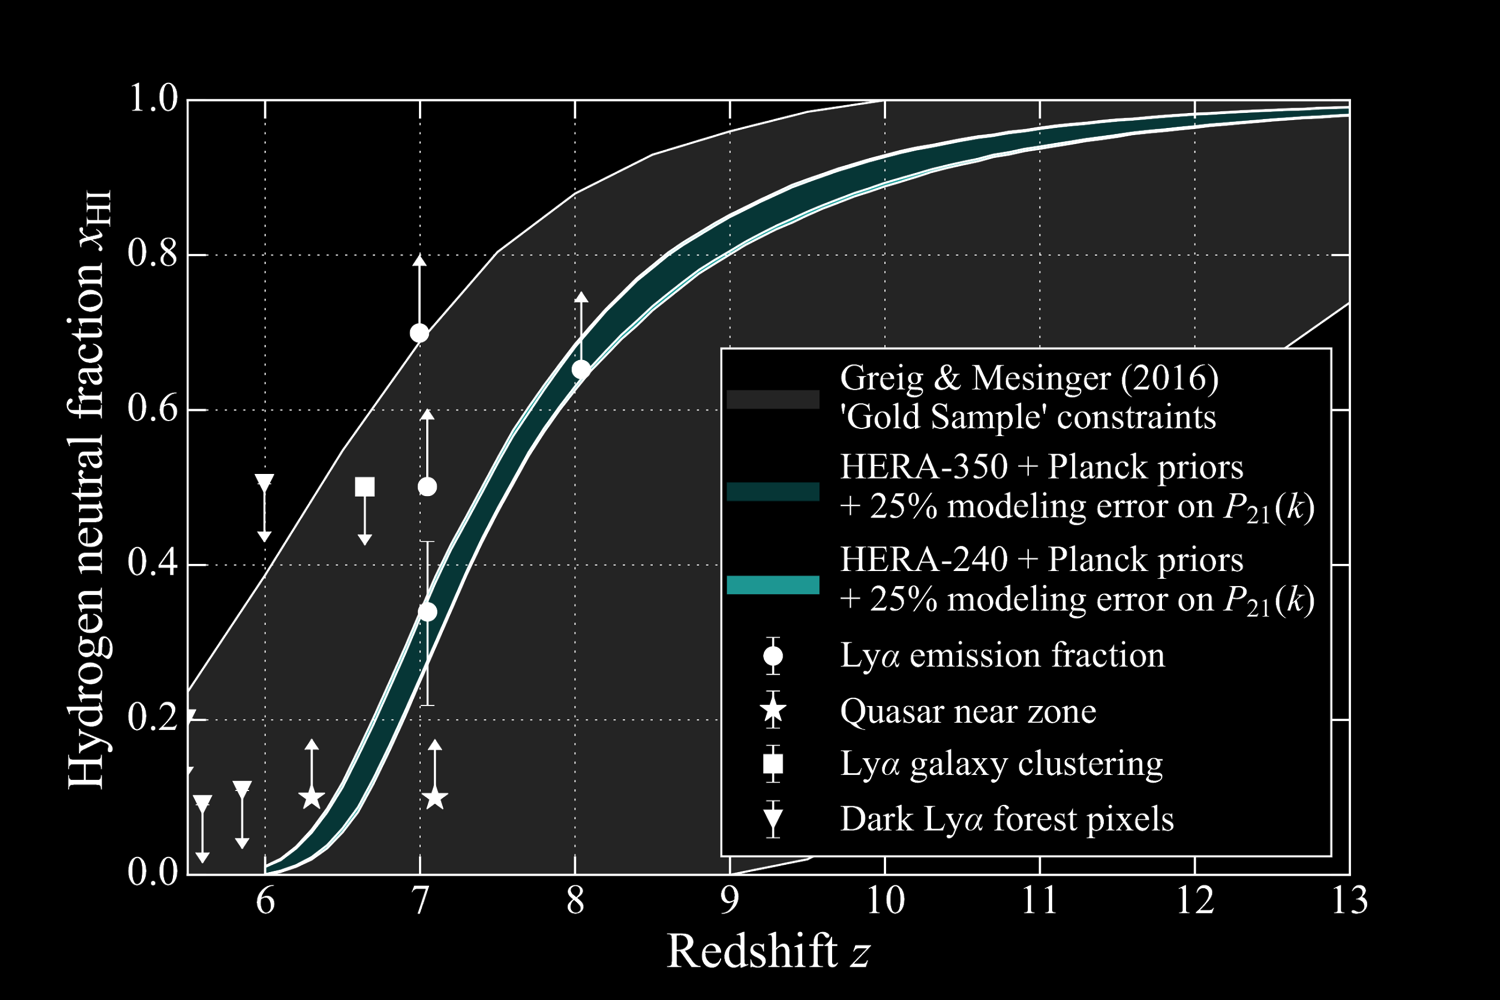 1.0
0.8
0.6
0.4
0.2
0.0
Hydrogen neutral fraction xHI
6 7 8 9 10 11 12 13
Redshift z
Greig & Mesinger (2016)
'Gold Sample' constraints
HERA-350 + Planck priors
+ 25% modeling error on P21(k)
HERA-240 + Planck priors
+ 25% modeling error on P21(k)
Lyα emission fraction
Quasar near zone
Lyα galaxy clustering
Dark Lyα forest pixels